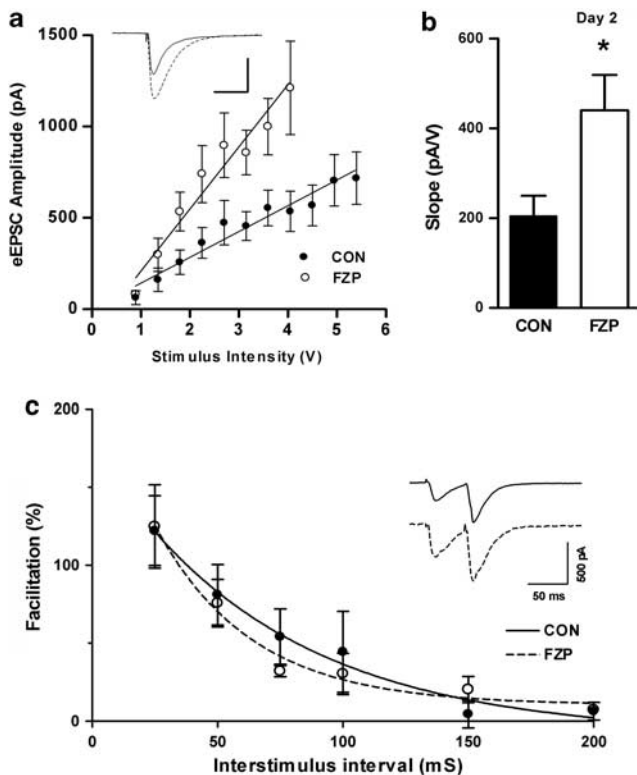 a
1500
1000
500
0
eEPSC Amplitude (pA)
CON
FZP
0 1 2 3 4 5 6
Stimulus Intensity (V)
b
Day 2
600
400
200
0
Slope (pA/V)
*
CON FZP
c
200
100
0
Facilitation (%)
500 pA
50 ms
CON
FZP
0 50 100 150 200
Interstimulus interval (mS)